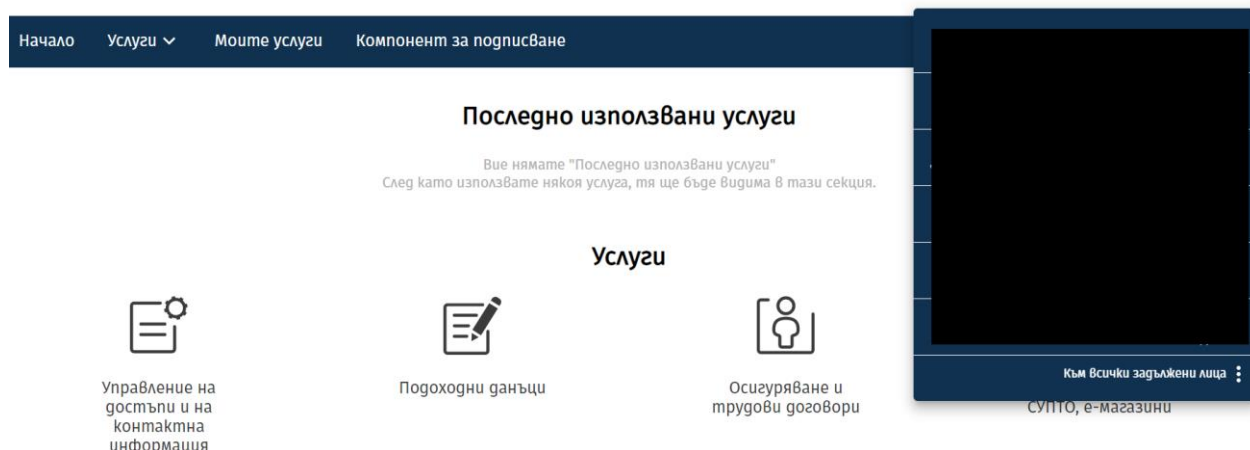 Начало Услуги Моите услуги Компонент за подписване
Последно използвани услуги
Вие нямате "Последно използвани услуги"
След като използвате някоя услуга, тя ще бъде видима в тази секция.
Услуги
Управление на
достъпи и на
контактна
информация
Подоходни данъци
Осигуряване и
трудови договори
Към всички задължени лица
СУПТО, е-магазини